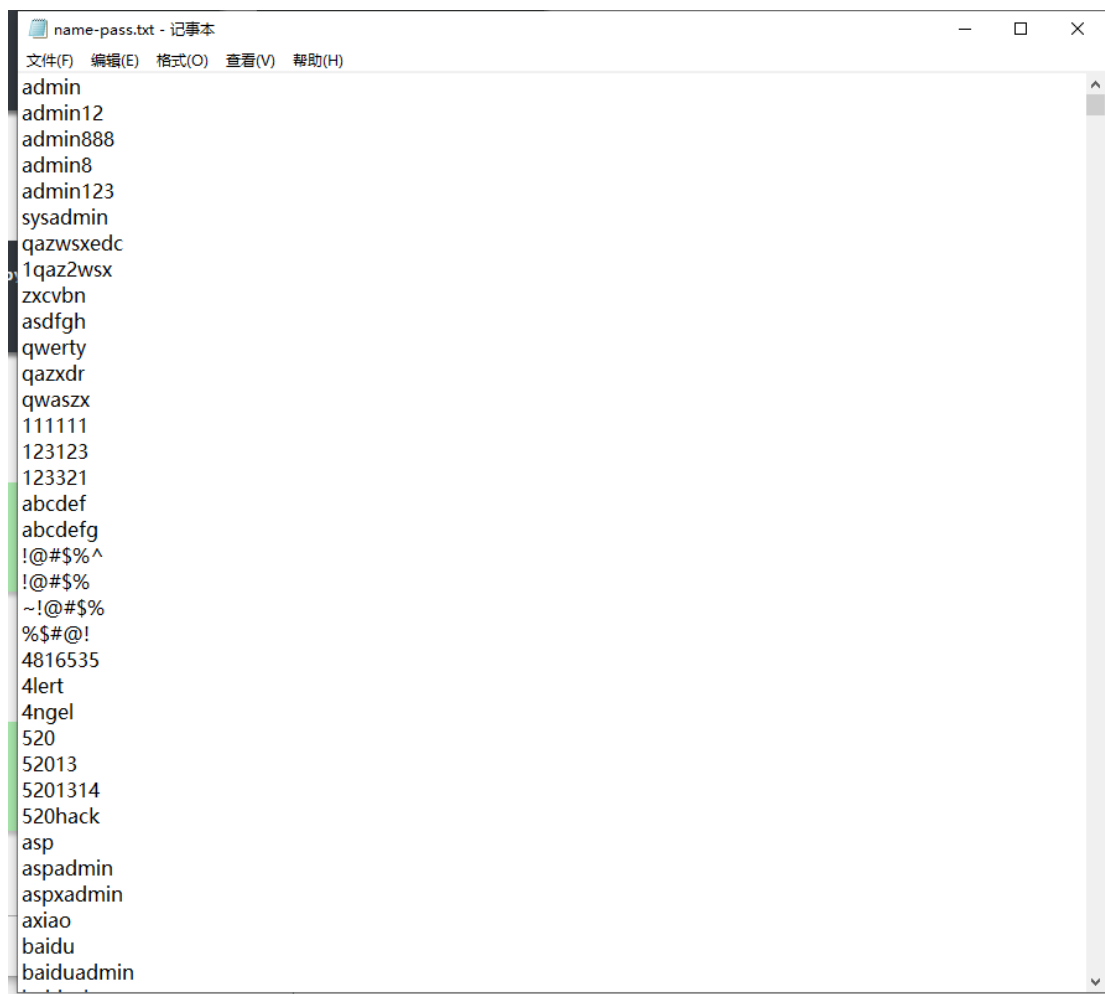 name-pass.txt - 记事本
文件(F) 编辑(E) 格式(O) 查看(V) 帮助(H)
admin
admin12
admin888
admin8
admin123
sysadmin
qazwsxedc
1qaz2wsx
zxcvbn
asdfgh
qwerty
qazxdr
qwaszx
111111
123123
123321
abcdef
abcdefg
!@#$%^
!@#$%
~!@#$%
%$#@!
4816535
4lert
4ngel
520
52013
5201314
520hack
asp
aspadmin
aspxadmin
axiao
baidu
baiduadmin